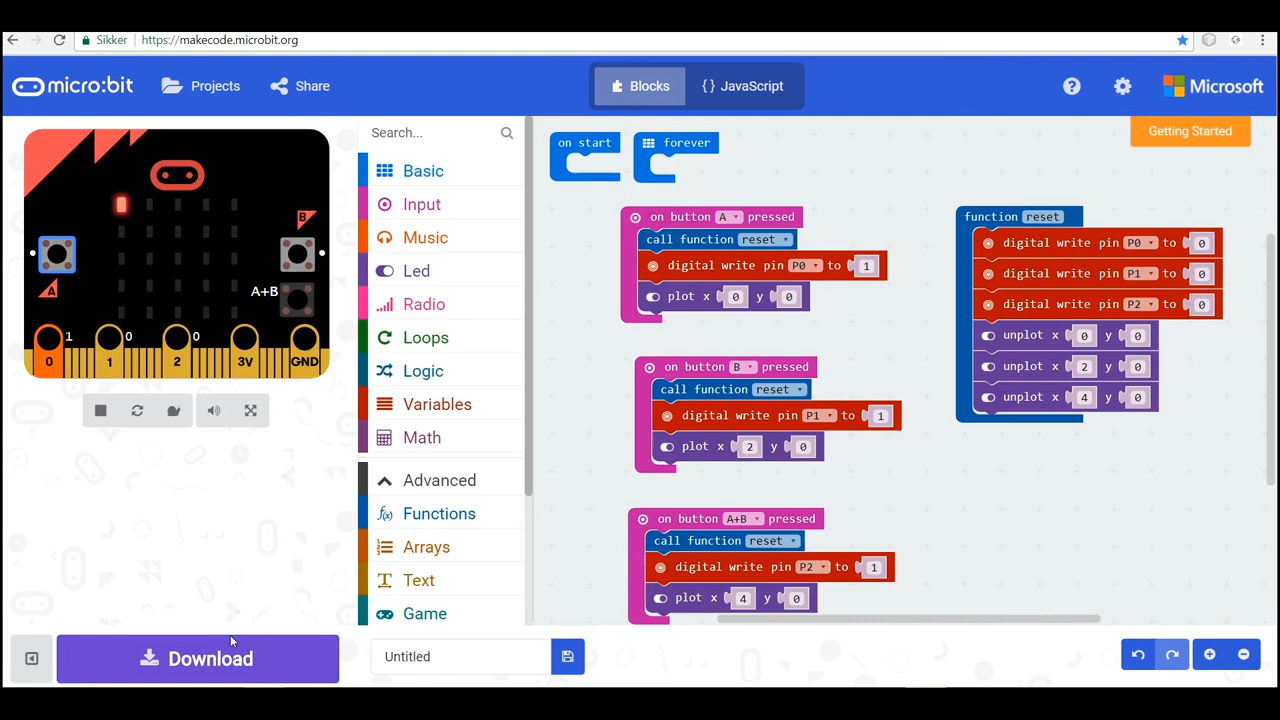 Sikker https://makecode.microbit.org
micro:bit Projects Share Blocks {} JavaScript ? Microsoft
Getting Started
A
B
A+B
0 1 1 0 2 0 3V GND
Download
Search...
Basic
Input
Music
Led
Radio
Loops
Logic
Variables
Math
Advanced
f(x) Functions
Arrays
T Text
Game
Untitled
on start
forever
on button A pressed
call function reset
digital write pin P0 to 1
plot x 0 y 0
on button B pressed
call function reset
digital write pin P1 to 1
plot x 2 y 0
on button A+B pressed
call function reset
digital write pin P2 to 1
plot x 4 y 0
function reset
digital write pin P0 to 0
digital write pin P1 to 0
digital write pin P2 to 0
unplot x 0 y 0
unplot x 2 y 0
unplot x 4 y 0